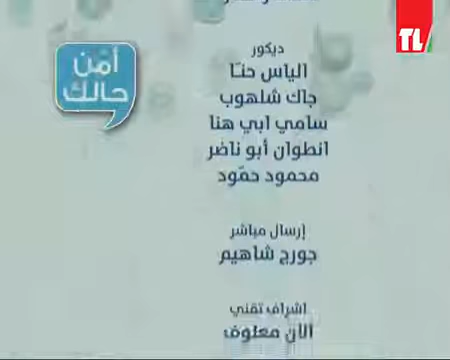 TL
أمّن
حالك
ديكور
الياس حنا
جاك شلهوب
سامي ابي هنا
انطوان أبو ناضر
محمود حمّود
إرسال مباشر
جورج شاهيم
اشراف تقني
الان معلوف